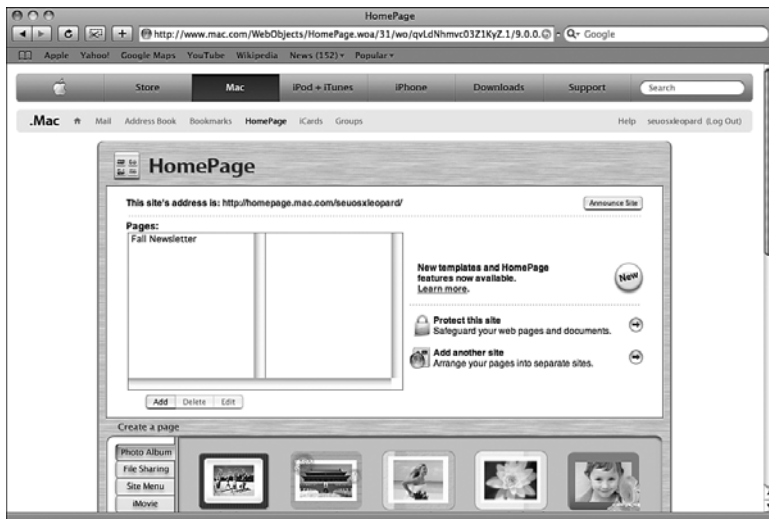 HomePage
http://www.mac.com/WebObjects/HomePage.woa/31/wo/qvLdNhmvc03Z1KyZ.1/9.0.0.
Google
Apple Yahoo! Google Maps YouTube Wikipedia News (152) Popular
Store Mac iPod + iTunes iPhone Downloads Support Search
.Mac Mail Address Book Bookmarks HomePage iCards Groups Help seuosxleopard (Log Out)
HomePage
This site's address is: http://homepage.mac.com/seuosxleopard/ Announce Site
Pages:
Fall Newsletter
New templates and HomePage
features now available.
Learn more.
New
Protect this site
Safeguard your web pages and documents.
Add another site
Arrange your pages into separate sites.
Add Delete Edit
Create a page
Photo Album
File Sharing
Site Menu
iMovie